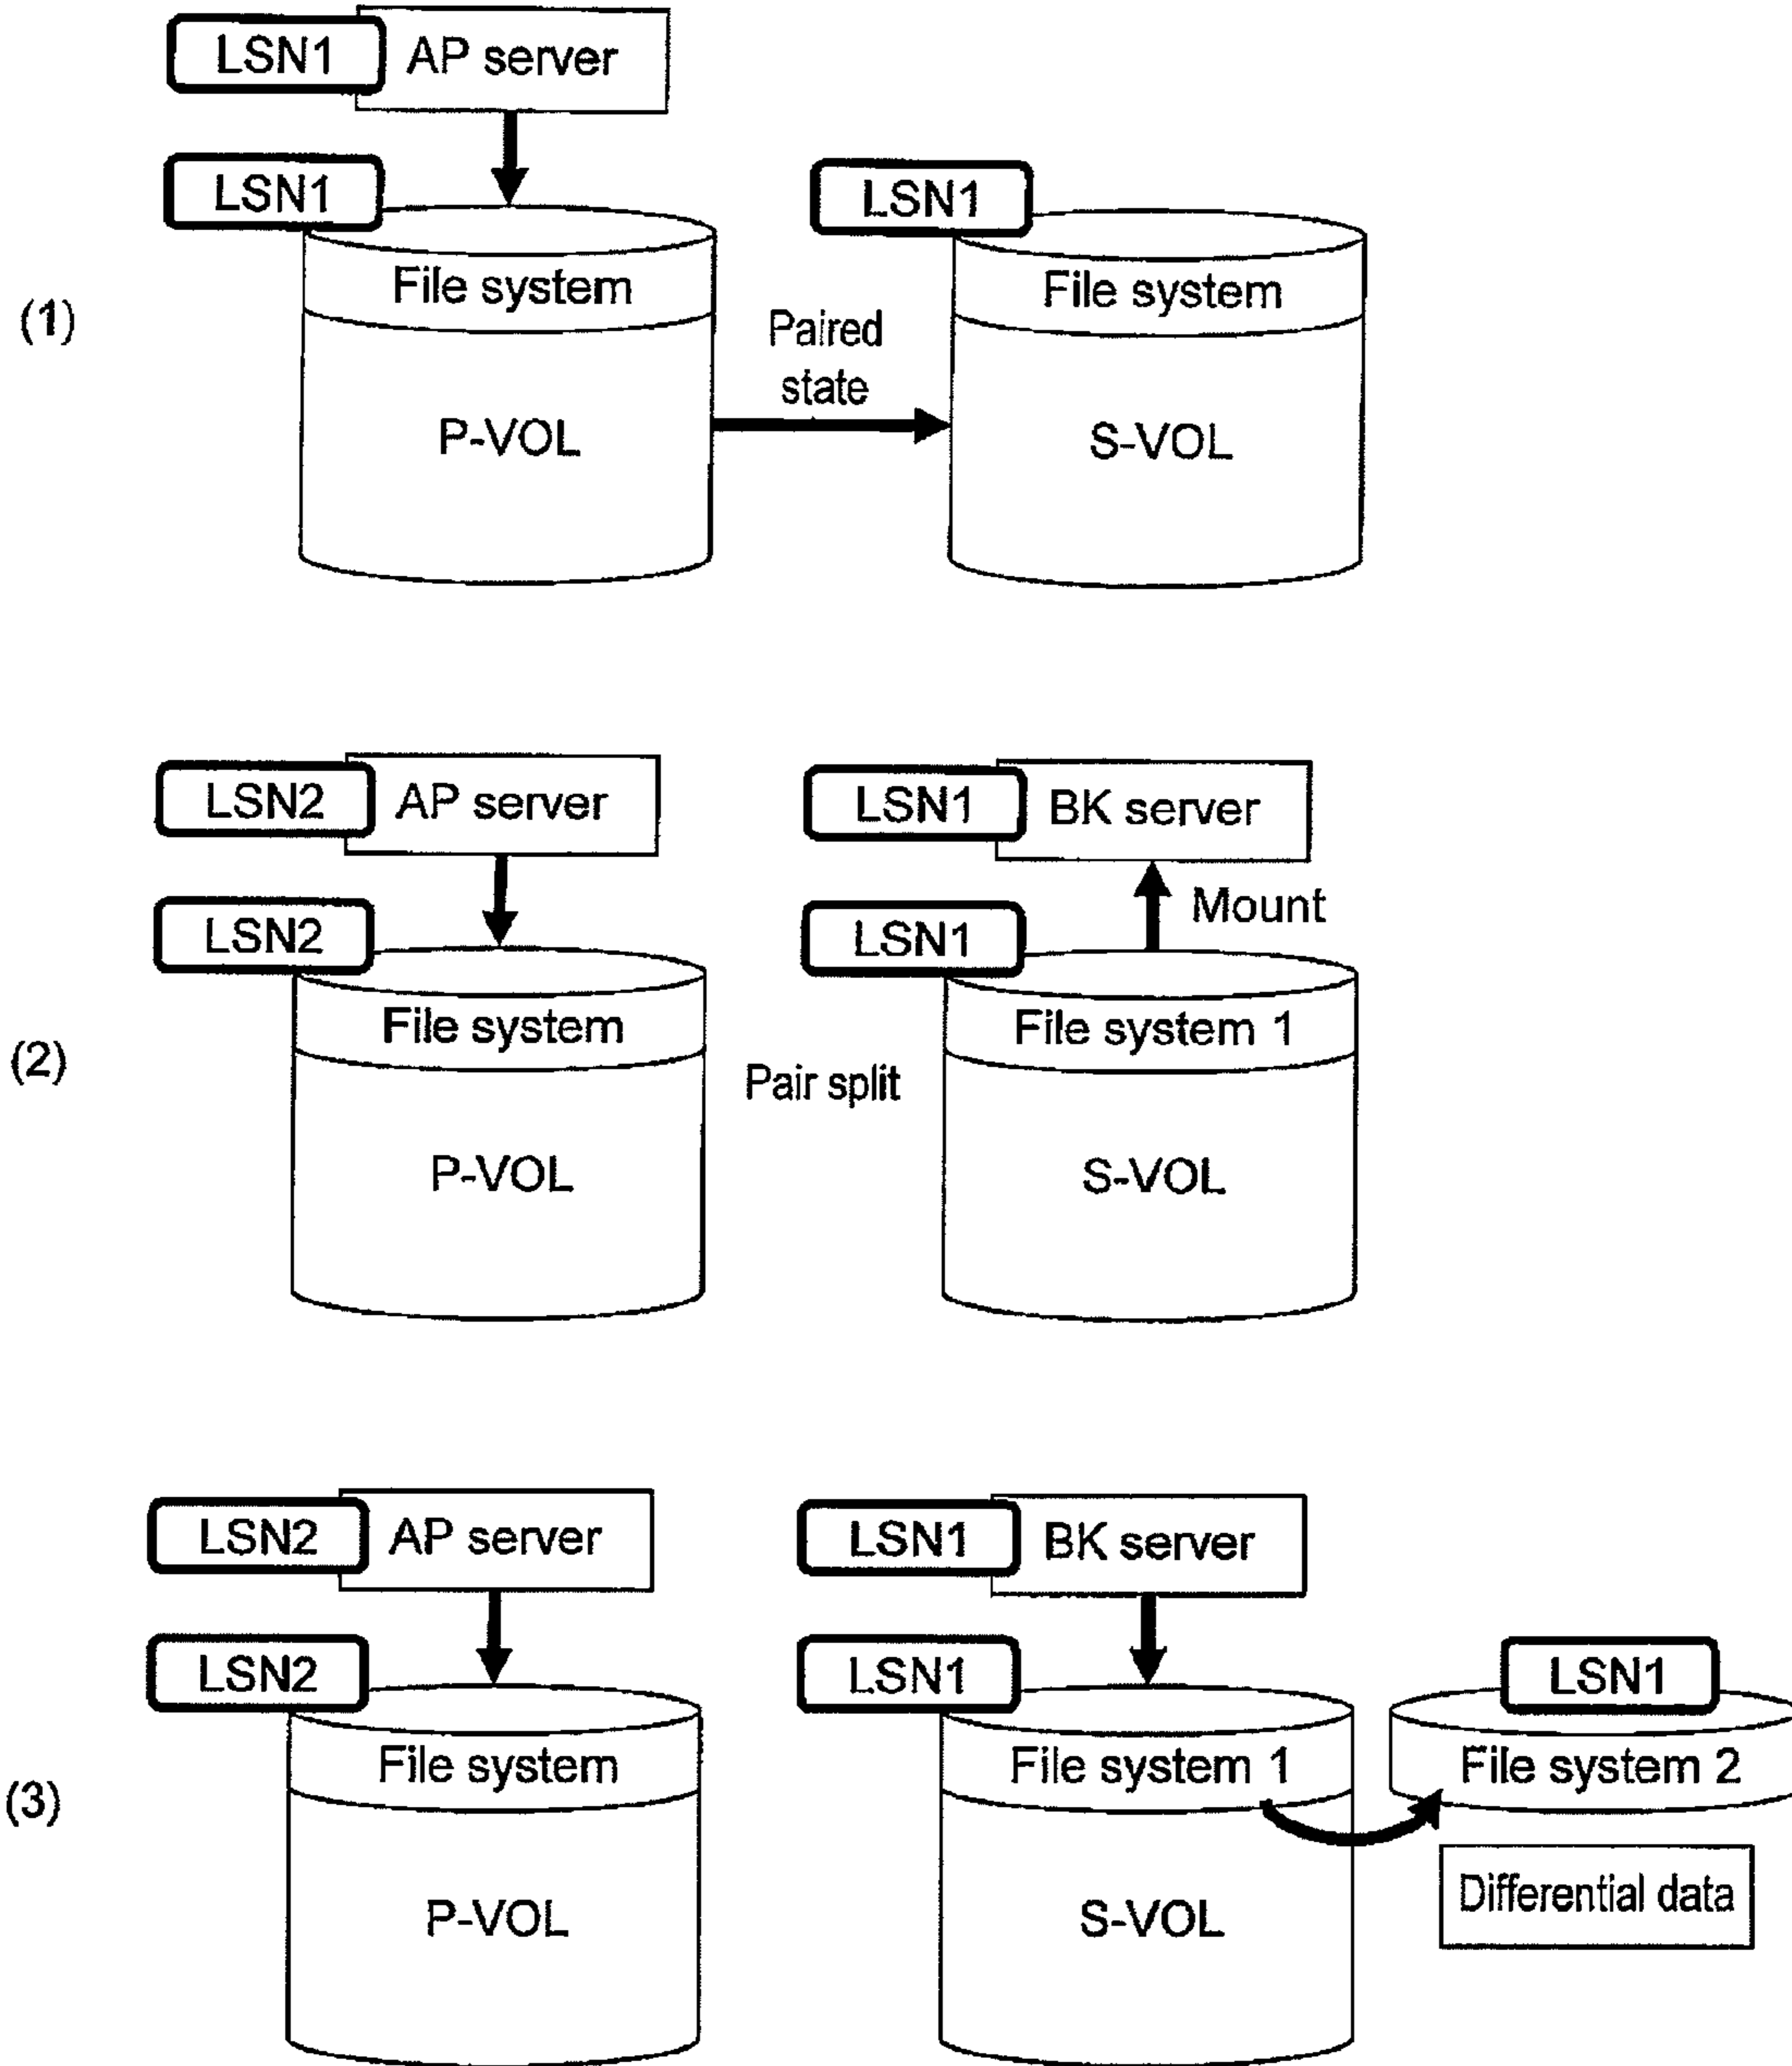 LSN1
AP server
LSN1
LSN1
File system
File system
(1)
Paired
state
P-VOL
S-VOL
LSN2
AP server
LSN1
BK server
Mount
LSN2
LSN1
File system
File system 1
(2)
Pair split
P-VOL
S-VOL
LSN2
AP server
LSN1
BK server
LSN2
LSN1
LSN1
File system
File system 1
File system 2
(3)
Differential data
P-VOL
S-VOL